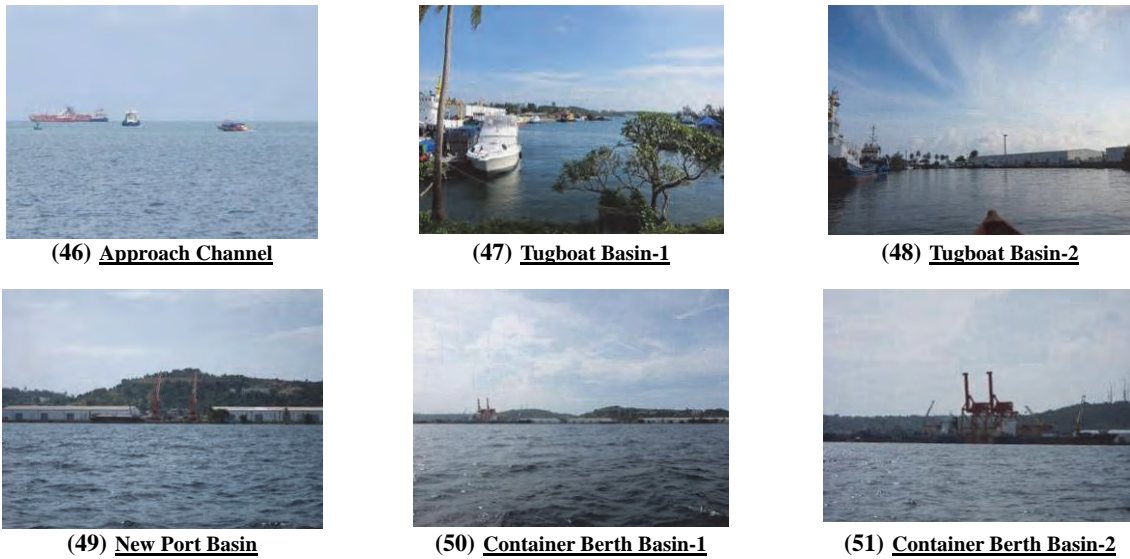 (46) Approach Channel
(47) Tugboat Basin-1
(48) Tugboat Basin-2
(49) New Port Basin
(50) Container Berth Basin-1
(51) Container Berth Basin-2